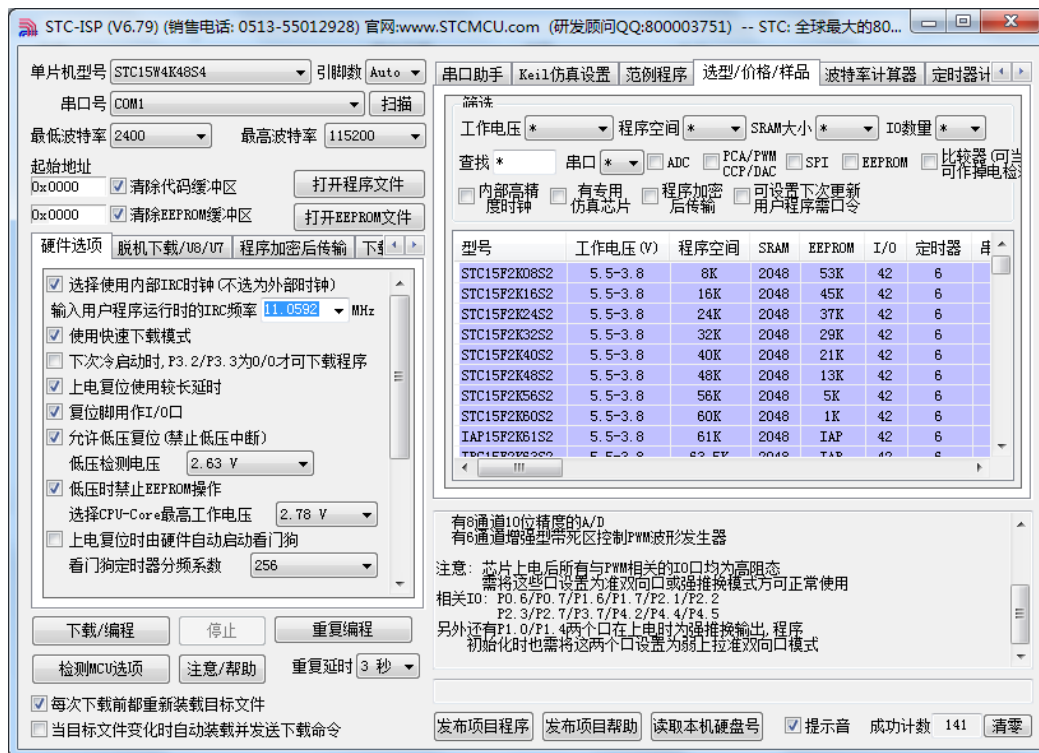 STC-ISP (V6.79) (销售电话: 0513-55012928) 官网:www.STCMCU.com (研发顾问QQ:800003751) -- STC: 全球最大的80...
单片机型号 STC15W4K48S4 引脚数 Auto
串口号 COM1 扫描
最低波特率 2400 最高波特率 115200
起始地址
0x0000 清除代码缓冲区 打开程序文件
0x0000 清除EEPROM缓冲区 打开EEPROM文件
硬件选项 脱机下载/U8/U7 程序加密后传输
选择使用内部IRC时钟(不选为外部时钟)
输入用户程序运行时的IRC频率 11.0592 MHz
使用快速下载模式
下次冷启动时,P3.2/P3.3为0/0才可下载程序
上电复位使用较长延时
复位脚用作I/O口
允许低压复位(禁止低压中断)
低压检测电压 2.63 V
低压时禁止EEPROM操作
选择CPU-Core最高工作电压 2.78 V
上电复位时由硬件自动启动看门狗
看门狗定时器分频系数 256
下载/编程 停止 重复编程
检测MCU选项 注意/帮助 重复延时 3 秒
每次下载前都重新装载目标文件
当目标文件变化时自动装载并发送下载命令
串口助手 Keil仿真设置 范例程序 选型/价格/样品 波特率计算器 定时器计
筛选
工作电压 * 程序空间 * SRAM大小 * IO数量 *
查找 * 串口 * ADC PCA/PWM CCP/DAC SPI EEPROM 比较器(可当 可作掉电检测
内部高精度时钟 有专用仿真芯片 程序加密后传输 可设置下次更新用户程序需口令
型号 工作电压(V) 程序空间 SRAM EEPROM I/O 定时器 串
STC15F2K08S2 5.5-3.8 8K 2048 53K 42 6
STC15F2K16S2 5.5-3.8 16K 2048 45K 42 6
STC15F2K24S2 5.5-3.8 24K 2048 37K 42 6
STC15F2K32S2 5.5-3.8 32K 2048 29K 42 6
STC15F2K40S2 5.5-3.8 40K 2048 21K 42 6
STC15F2K48S2 5.5-3.8 48K 2048 13K 42 6
STC15F2K56S2 5.5-3.8 56K 2048 5K 42 6
STC15F2K60S2 5.5-3.8 60K 2048 1K 42 6
IAP15F2K61S2 5.5-3.8 61K 2048 IAP 42 6
有8通道10位精度的A/D
有6通道增强型带死区控制PWM波形发生器
注意: 芯片上电后所有与PWM相关的IO口均为高阻态
需将这些口设置为准双向口或强推挽模式方可正常使用
相关IO: P0.6/P0.7/P1.6/P1.7/P2.1/P2.2
P2.3/P2.7/P3.7/P4.2/P4.4/P4.5
另外还有P1.0/P1.4两个口在上电时为强推挽输出,程序
初始化时也需将这两个口设置为弱上拉准双向口模式
发布项目程序 发布项目帮助 读取本机硬盘号 提示音 成功计数 141 清零